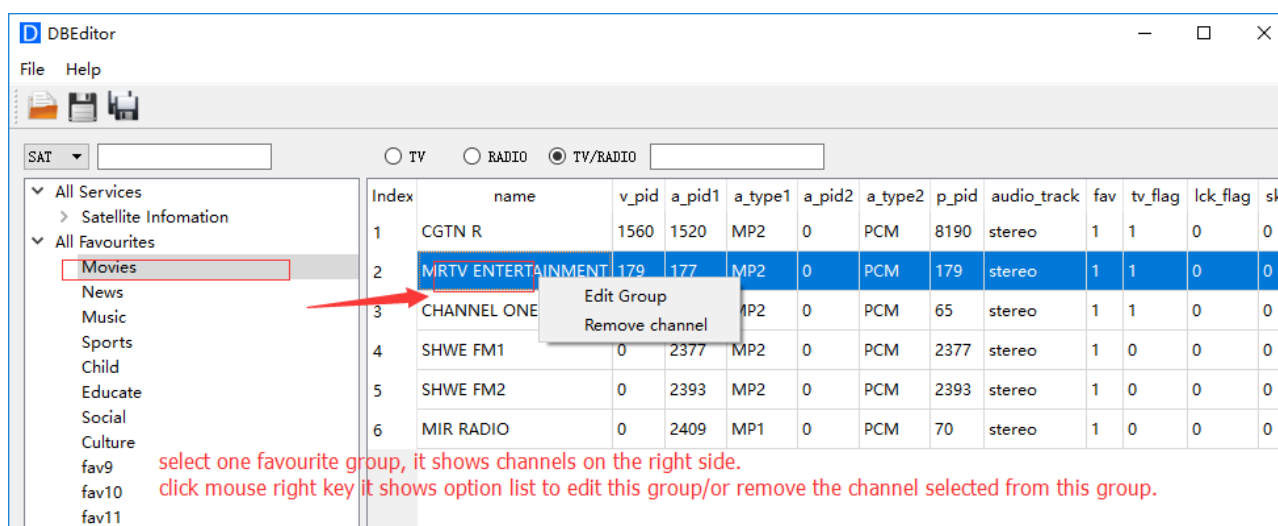 D DBEditor
File Help
SAT TV RADIO TV/RADIO
All Services
Satellite Infomation
All Favourites
Movies
News
Music
Sports
Child
Educate
Social
Culture
fav9
fav10
fav11
Index name v_pid a_pid1 a_type1 a_pid2 a_type2 p_pid audio_track fav tv_flag lck_flag sk
1 CGTN R 1560 1520 MP2 0 PCM 8190 stereo 1 1 0 0
2 MRTV ENTERTAINMENT 179 177 MP2 0 PCM 179 stereo 1 1 0 0
3 CHANNEL ONE MP2 0 PCM 65 stereo 1 1 0 0
4 SHWE FM1 0 2377 MP2 0 PCM 2377 stereo 1 0 0 0
5 SHWE FM2 0 2393 MP2 0 PCM 2393 stereo 1 0 0 0
6 MIR RADIO 0 2409 MP1 0 PCM 70 stereo 1 0 0 0
Edit Group
Remove channel
select one favourite group, it shows channels on the right side.
click mouse right key it shows option list to edit this group/or remove the channel selected from this group.